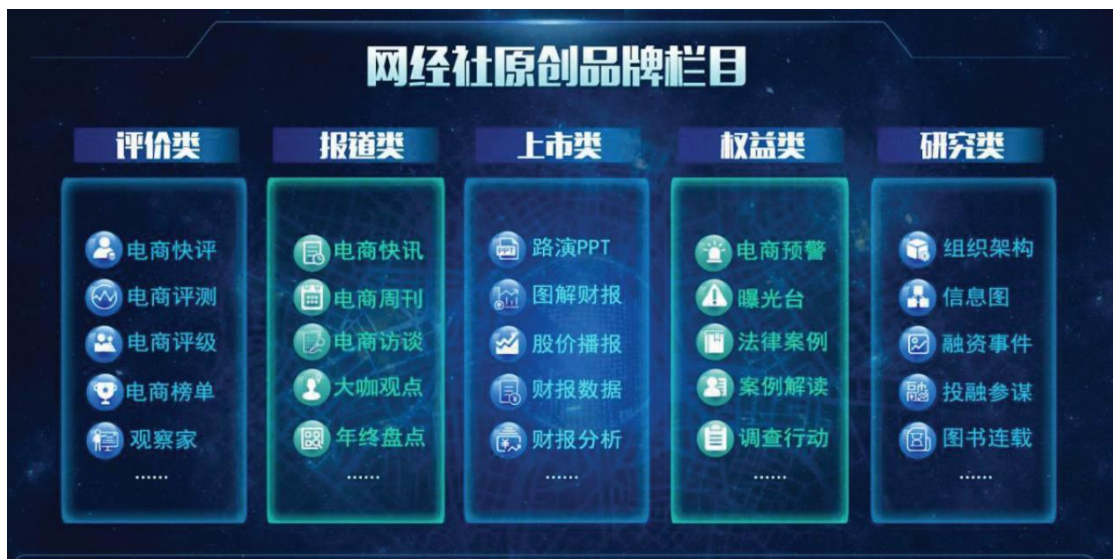 网经社原创品牌栏目
评价类
电商快评
电商评测
电商评级
电商榜单
观察家
......
报道类
电商快讯
电商周刊
电商访谈
大咖观点
年终盘点
......
上市类
PPT
路演PPT
图解财报
股价播报
财报数据
财报分析
......
权益类
电商预警
曝光台
法律案例
案例解读
调查行动
......
研究类
组织架构
信息图
融资事件
融
投融参谋
图书连载
......